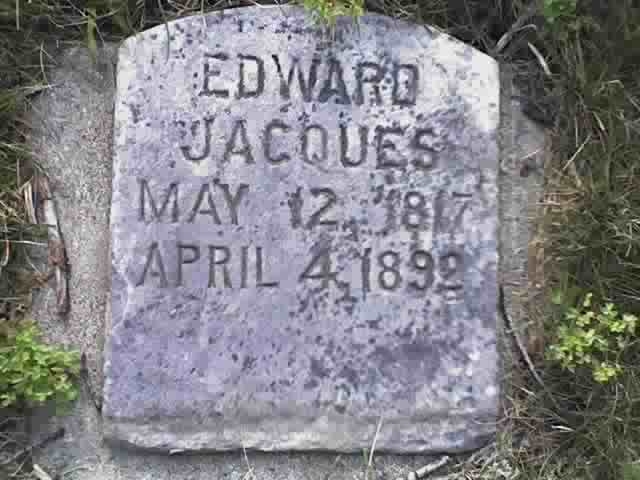 EDWARD
JACQUES
MAY 12, 1817
APRIL 4, 1892